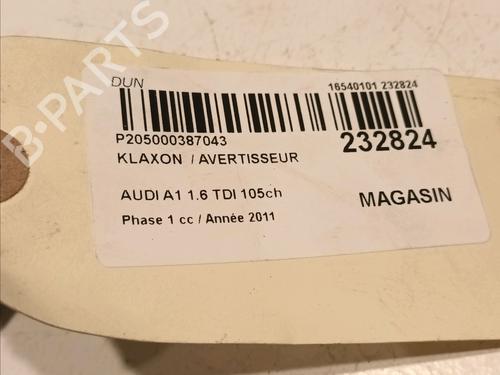 B-PARTS
DUN
16540101 232824
P205000387043
232824
KLAXON / AVERTISSEUR
AUDI A1 1.6 TDI 105ch
MAGASIN
Phase 1 cc / Année 2011